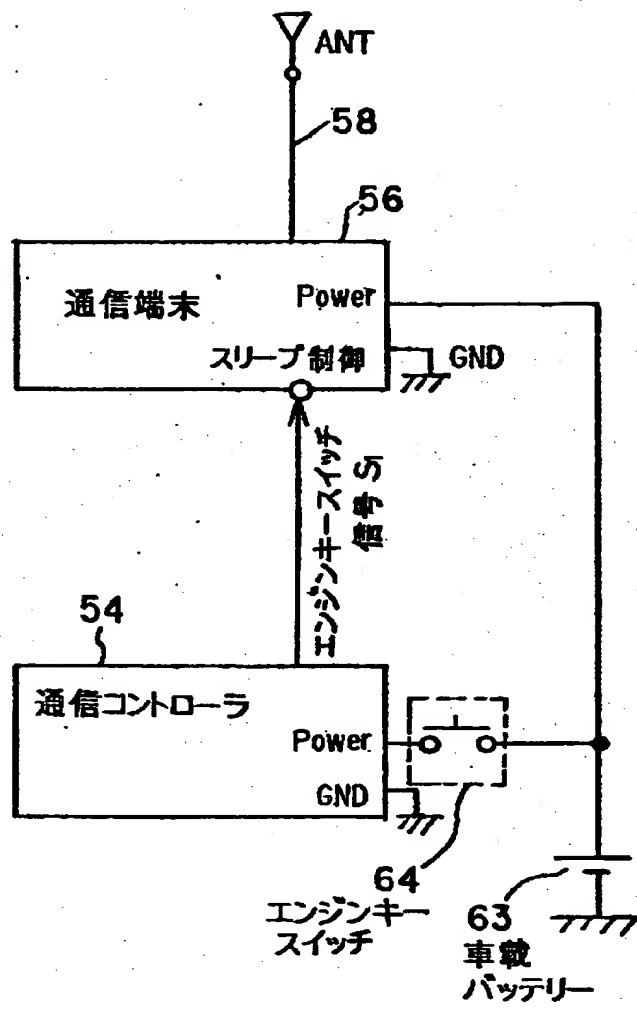 ANT
58
56
通信端末
Power
スリープ制御
GND
エンジンキースイッチ
信号 S1
54
通信コントローラ
Power
GND
64
エンジンキー
スイッチ
63
車載
バッテリー